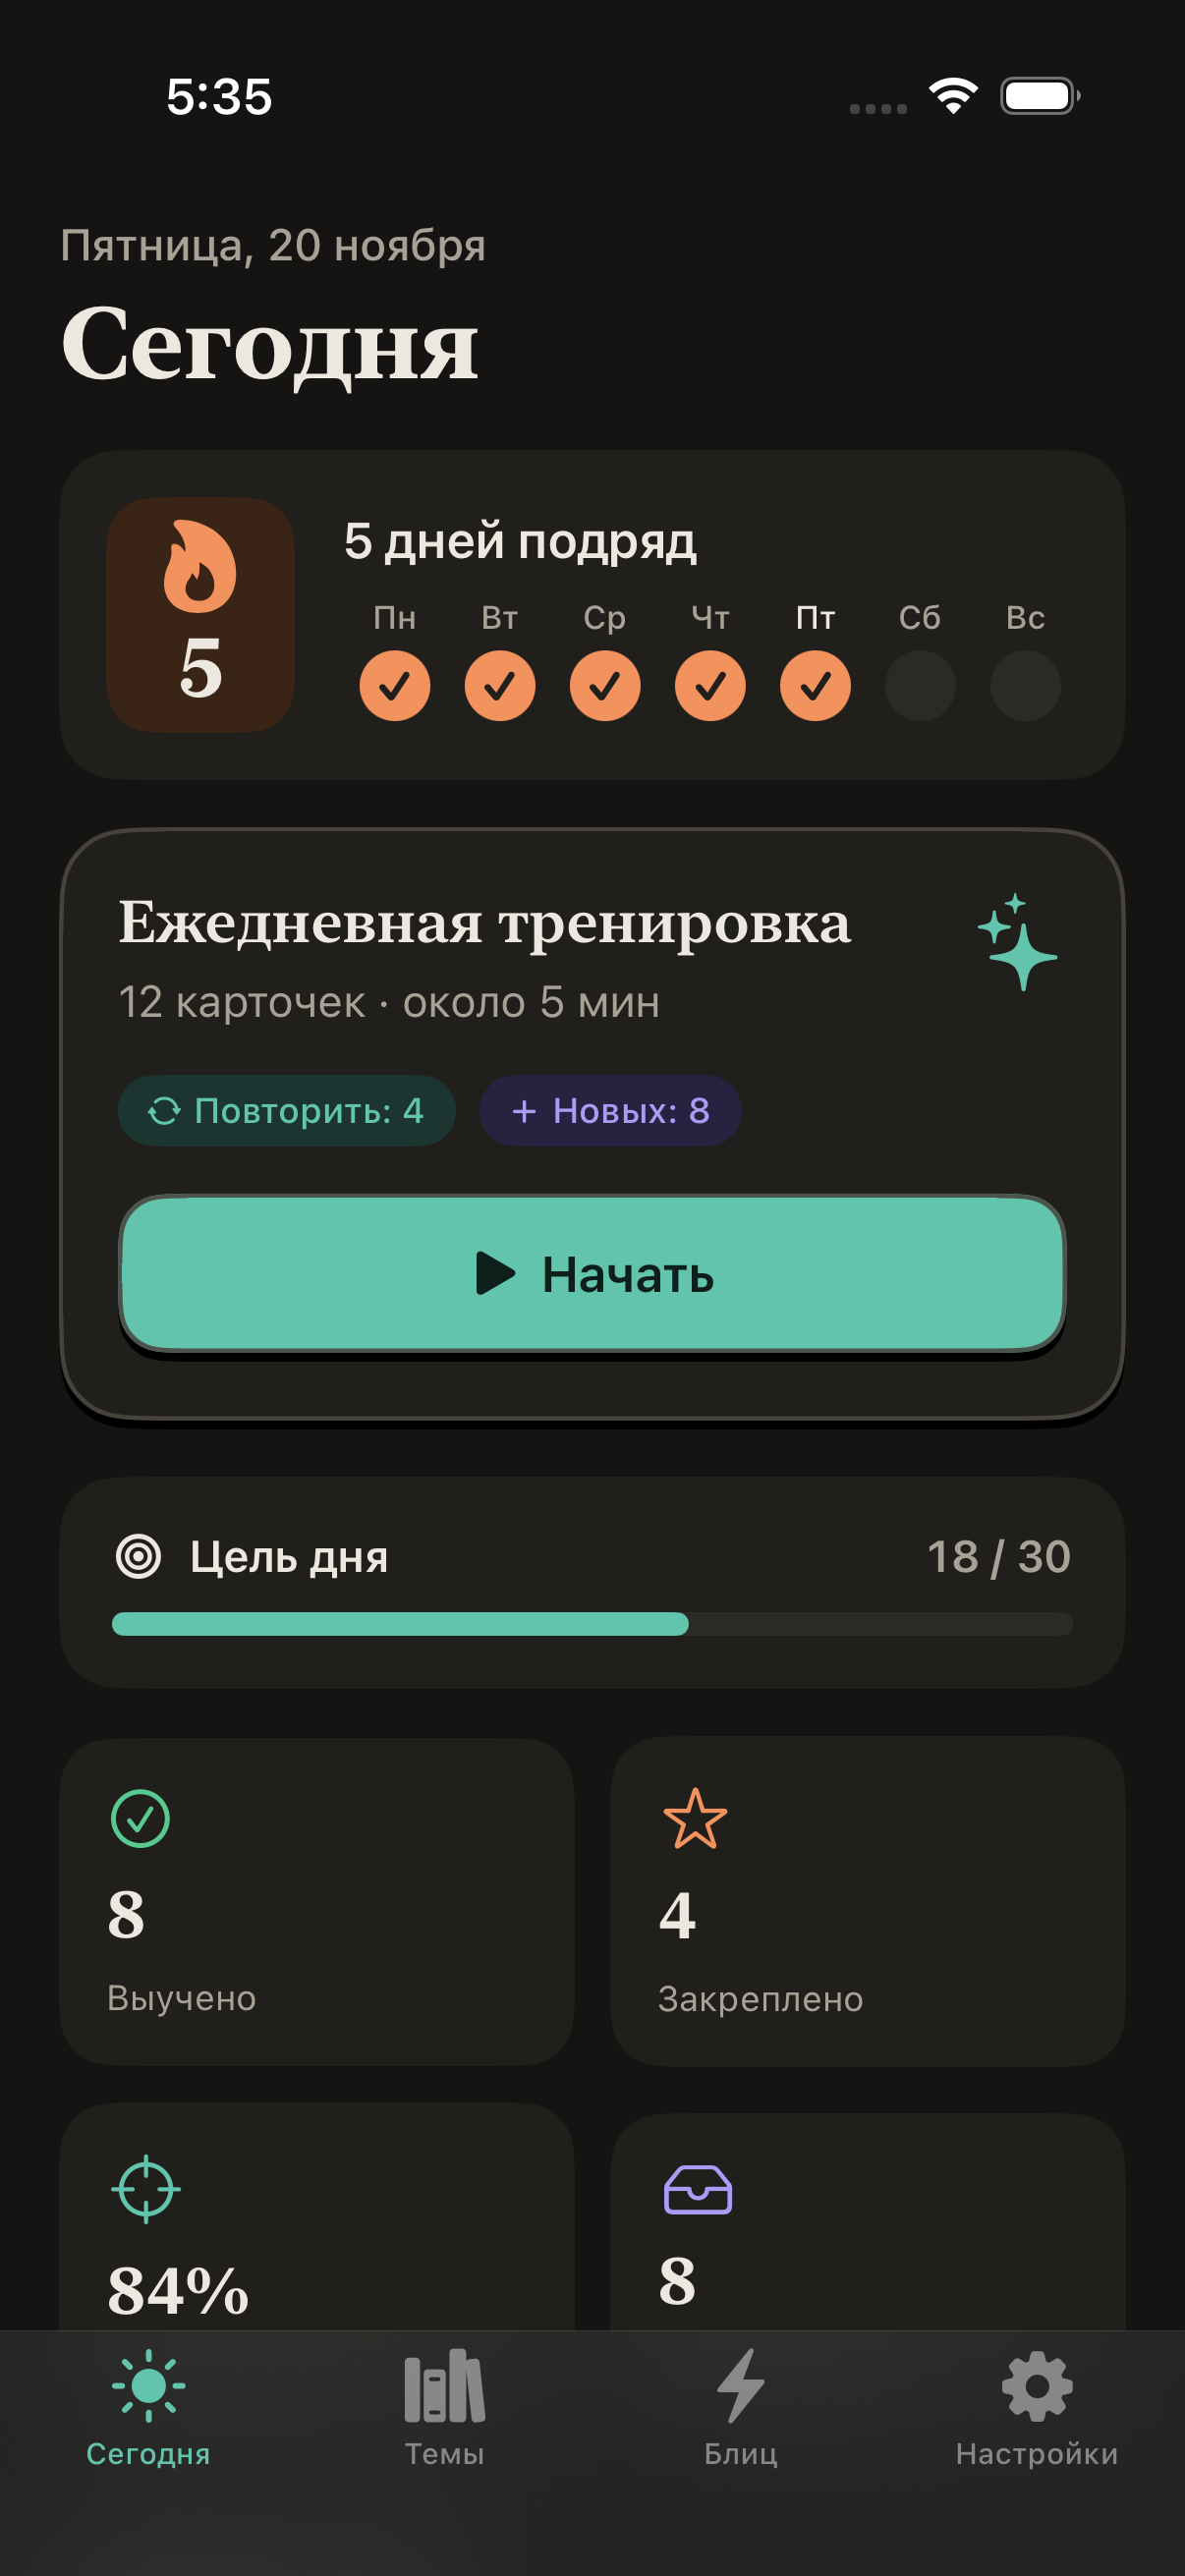 5:35
Пятница, 20 ноября
Сегодня
5
5 дней подряд
Пн Вт Ср Чт Пт Сб Вс
Ежедневная тренировка
12 карточек · около 5 мин
Повторить: 4
+ Новых: 8
Начать
Цель дня
18 / 30
8
Выучено
4
Закреплено
84%
8
Сегодня
Темы
Блиц
Настройки